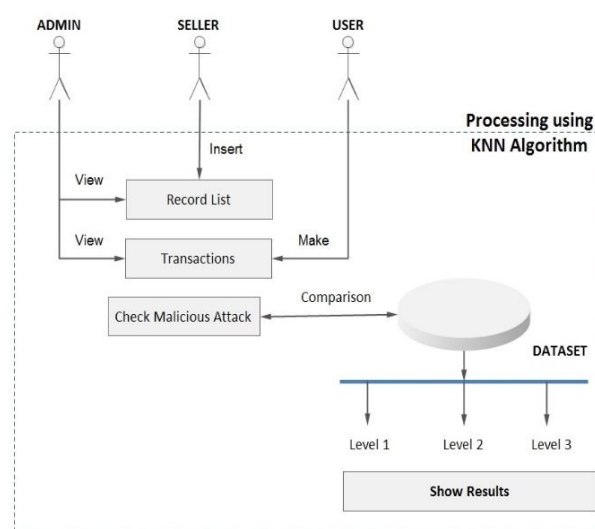 ADMIN
SELLER
USER
Processing using
KNN Algorithm
Insert
View
Record List
View
Make
Transactions
Comparison
Check Malicious Attack
DATASET
Level 1
Level 2
Level 3
Show Results